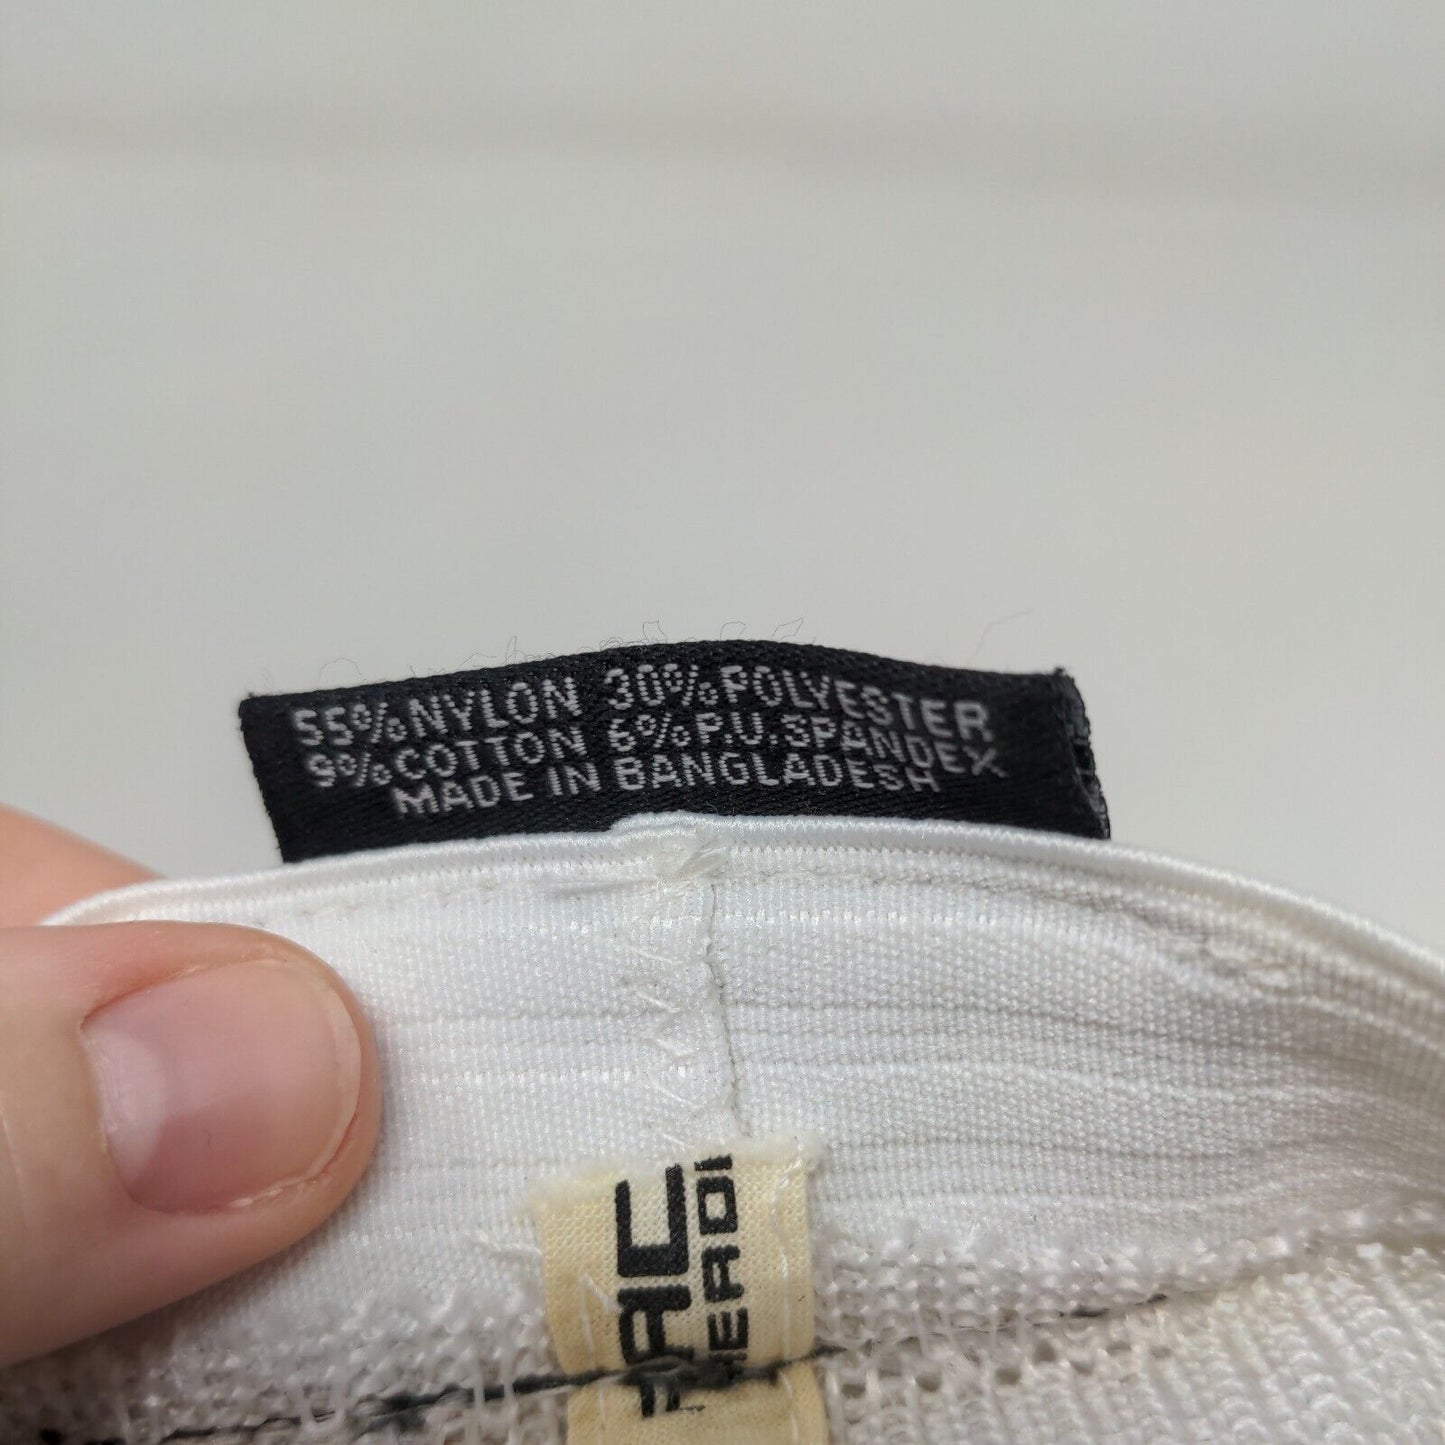 55% NYLON 30% POLYESTER
9% COTTON 6% P.U. SPANDEX
MADE IN BANGLADESH